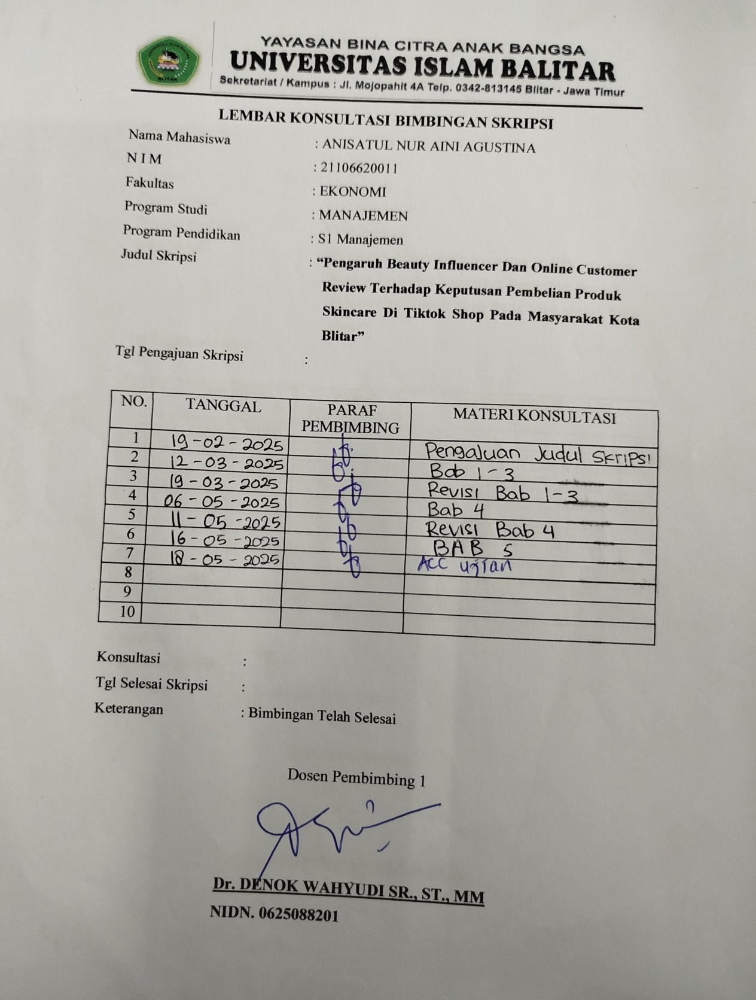 YAYASAN BINA CITRA ANAK BANGSA
UNIVERSITAS ISLAM BALITAR
Sekretariat / Kampus : Jl. Mojopahit 4A Telp. 0342-813145 Blitar - Jawa Timur
BLITAR
LEMBAR KONSULTASI BIMBINGAN SKRIPSI
Nama Mahasiswa : ANISATUL NUR AINI AGUSTINA
N I M : 21106620011
Fakultas : EKONOMI
Program Studi : MANAJEMEN
Program Pendidikan : S1 Manajemen
Judul Skripsi : “Pengaruh Beauty Influencer Dan Online Customer
Review Terhadap Keputusan Pembelian Produk
Skincare Di Tiktok Shop Pada Masyarakat Kota
Blitar”
Tgl Pengajuan Skripsi :
NO. TANGGAL PARAF PEMBIMBING MATERI KONSULTASI
1 19-02-2025 Pengajuan Judul Skripsi
2 12-03-2025 Bab 1-3
3 19-03-2025 Revisi Bab 1-3
4 06-05-2025 Bab 4
5 11-05-2025 Revisi Bab 4
6 16-05-2025 BAB 5
7 18-05-2025 ACC ujian
8
9
10
Konsultasi :
Tgl Selesai Skripsi :
Keterangan : Bimbingan Telah Selesai
Dosen Pembimbing 1
Dr. DENOK WAHYUDI SR., ST., MM
NIDN. 0625088201